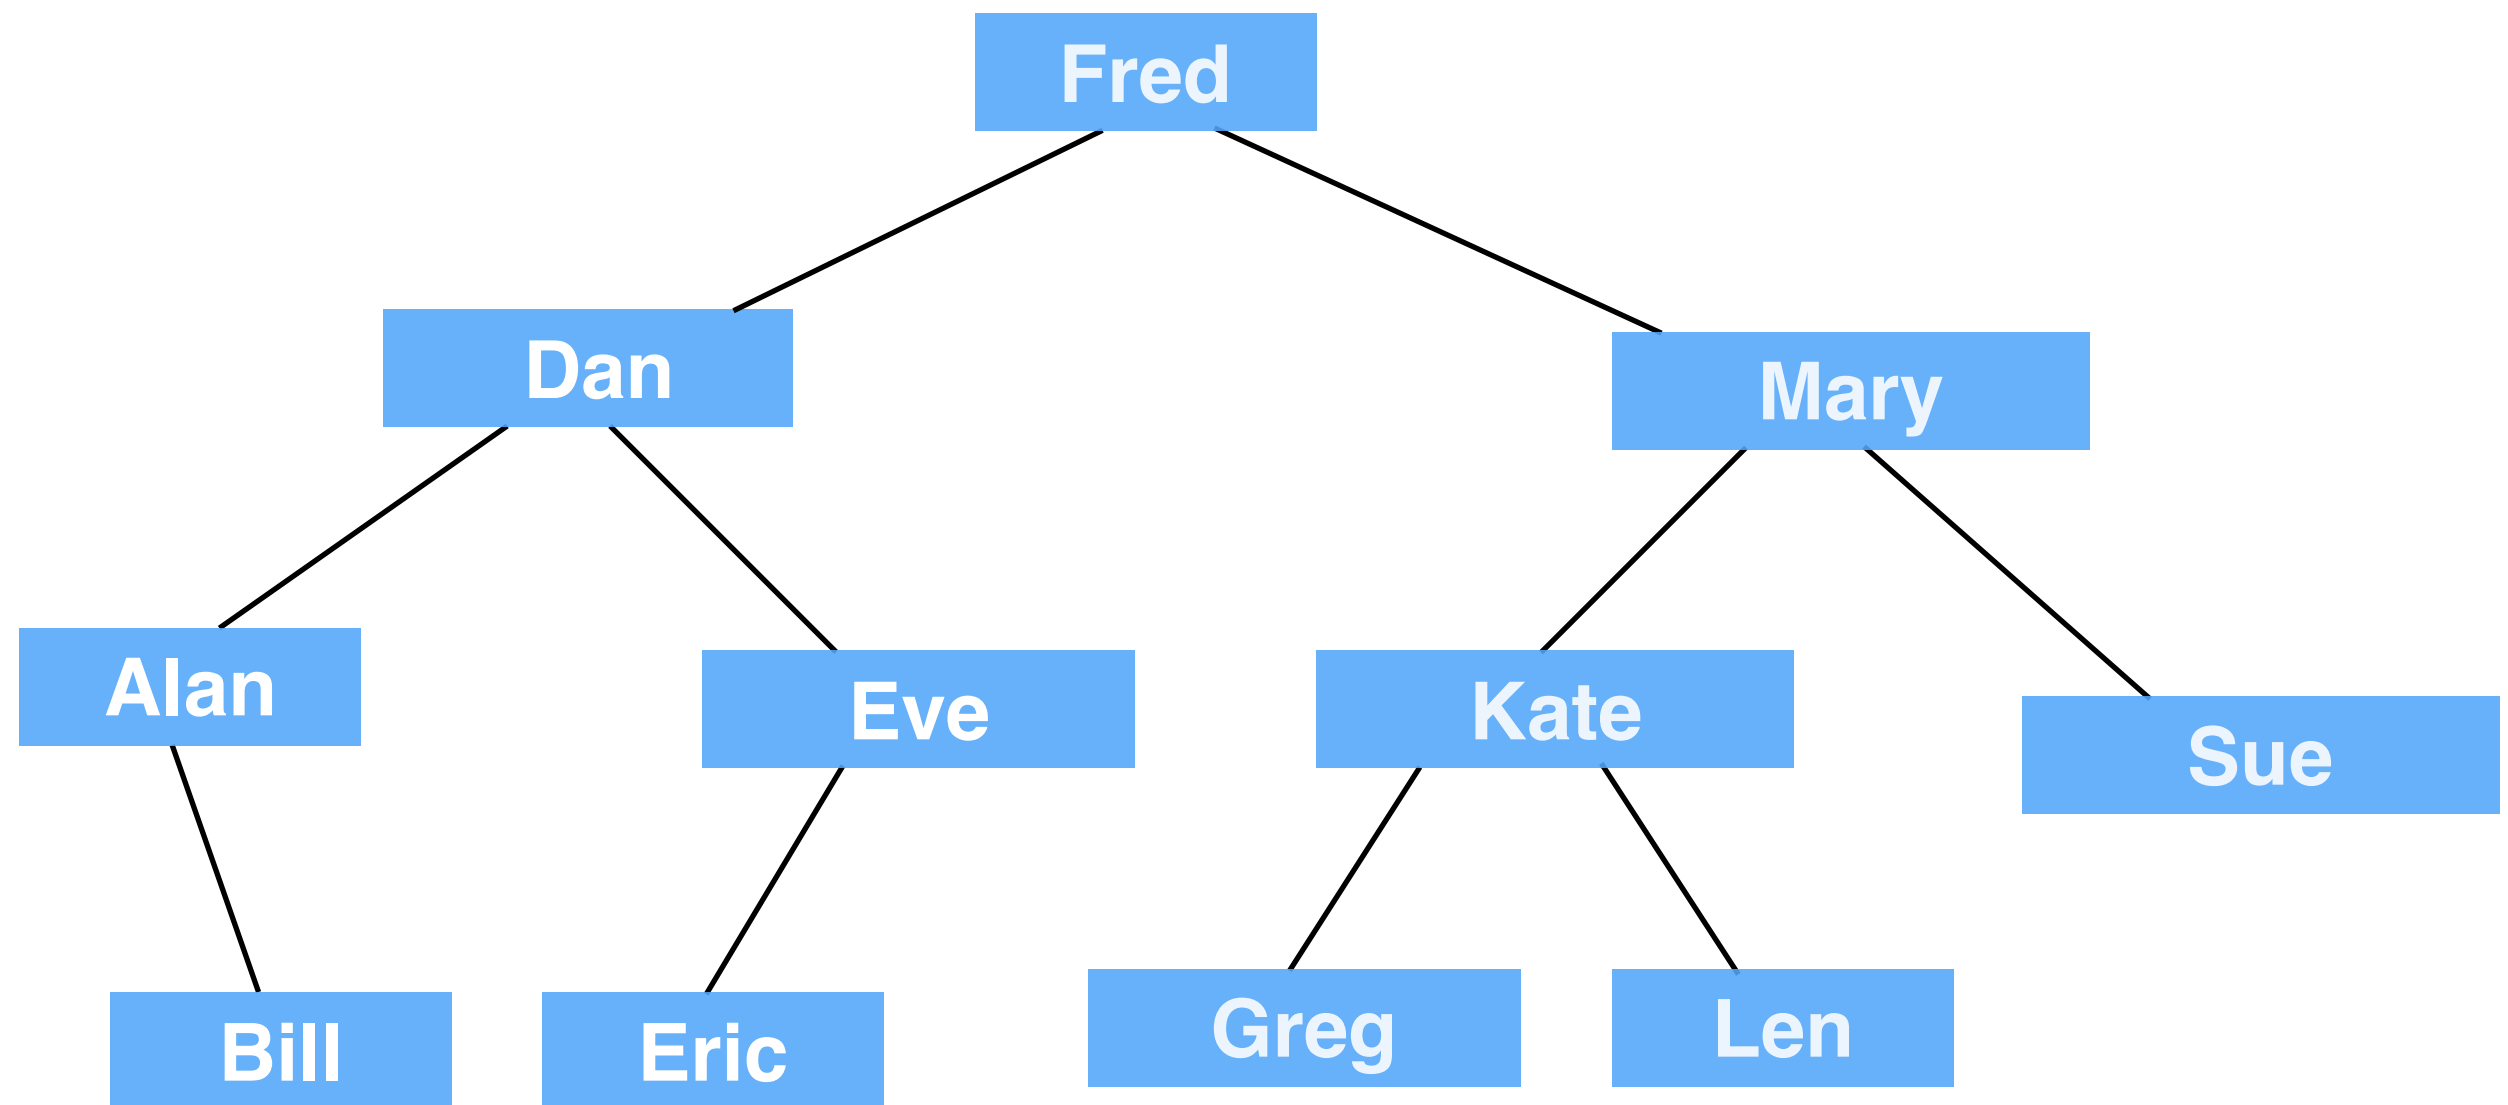 Fred
Dan
Mary
Alan
Eve
Kate
Sue
Bill
Eric
Greg
Len